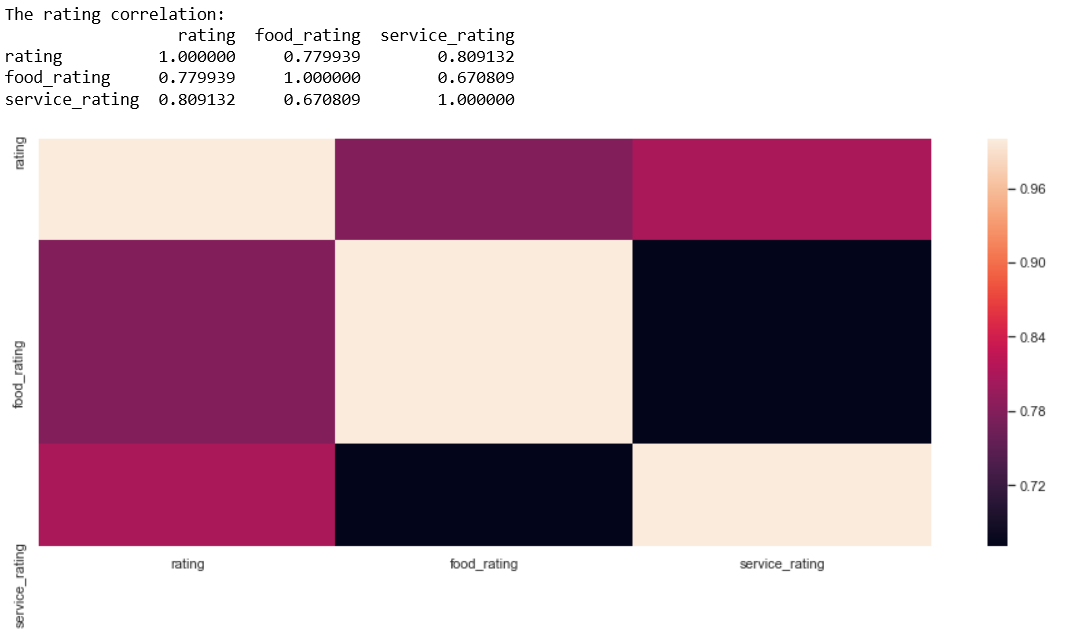 The rating correlation:
rating food_rating service_rating
rating 1.000000 0.779939 0.809132
food_rating 0.779939 1.000000 0.670809
service_rating 0.809132 0.670809 1.000000
rating
food_rating
service_rating
rating food_rating service_rating
0.96
0.90
0.84
0.78
0.72